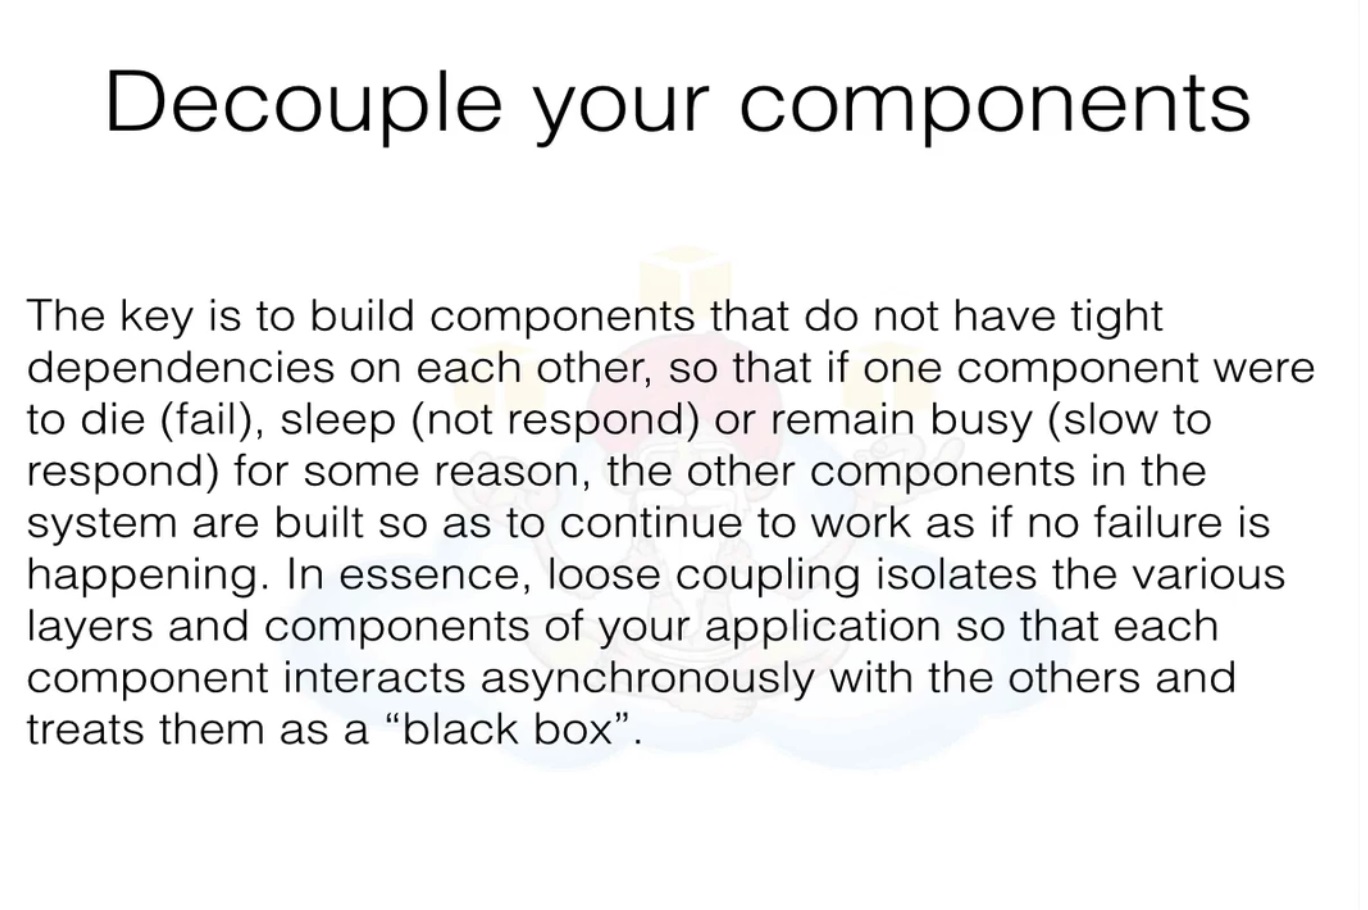 Decouple your components
The key is to build components that do not have tight
dependencies on each other, so that if one component were
to die (fail), sleep (not respond) or remain busy (slow to
respond) for some reason, the other components in the
system are built so as to continue to work as if no failure is
happening. In essence, loose coupling isolates the various
layers and components of your application so that each
component interacts asynchronously with the others and
treats them as a “black box”.